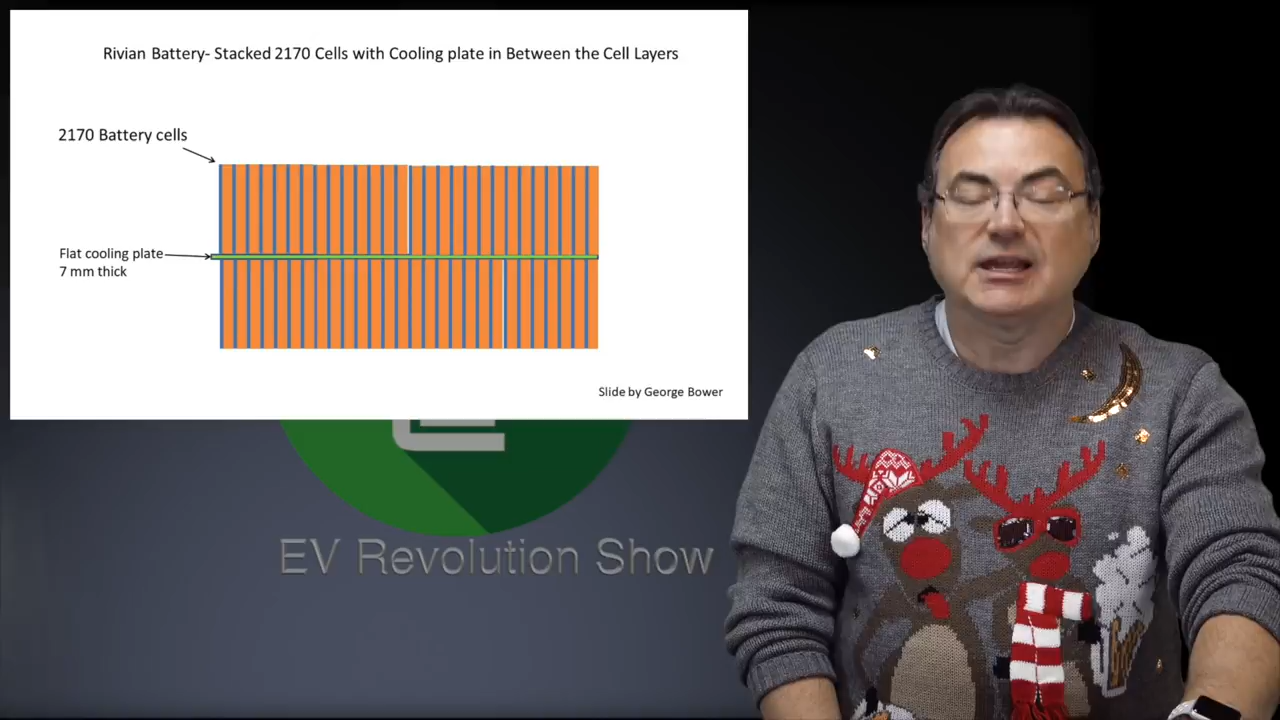 Rivian Battery- Stacked 2170 Cells with Cooling plate in Between the Cell Layers
2170 Battery cells
Flat cooling plate
7 mm thick
Slide by George Bower
EV Revolution Show